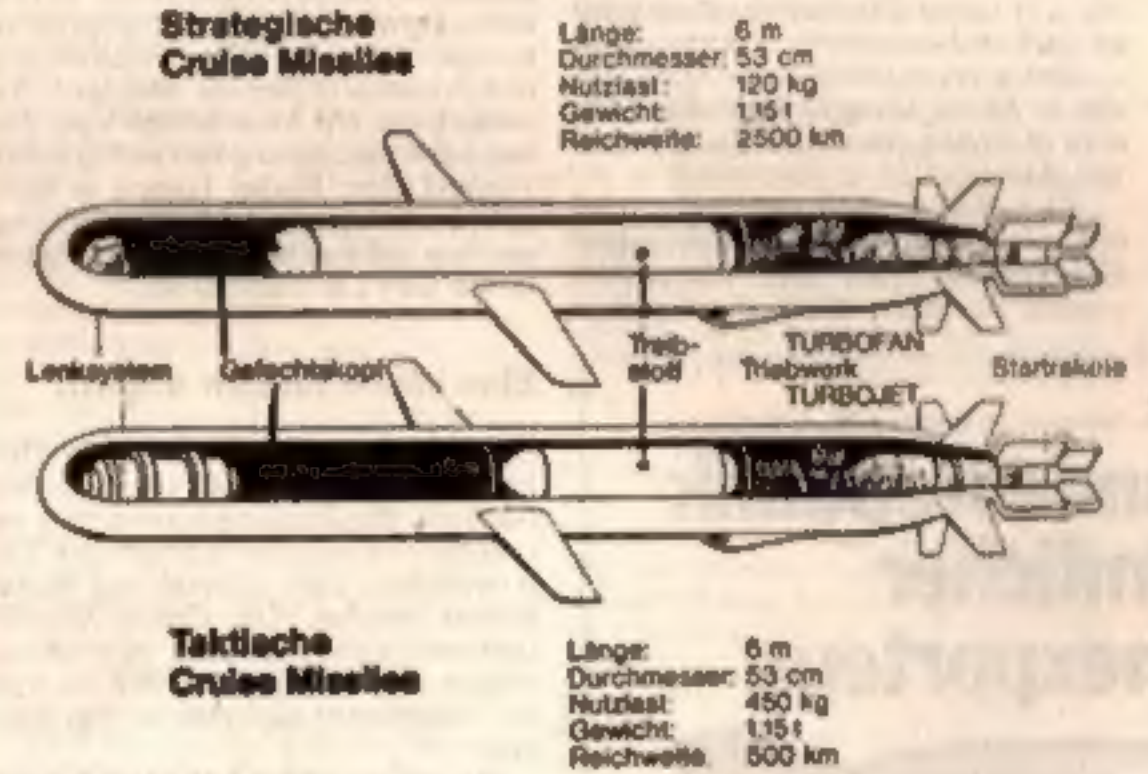 Strategische
Cruise Missiles
Länge: 6 m
Durchmesser: 53 cm
Nutzlast: 120 kg
Gewicht: 1,15 t
Reichweite: 2500 km
Lenksystem
Gefechtskopf
Treib-
stoff
TURBOFAN
Triebwerk
TURBOJET
Startrakete
Taktische
Cruise Missiles
Länge: 6 m
Durchmesser: 53 cm
Nutzlast: 450 kg
Gewicht: 1,15 t
Reichweite: 500 km